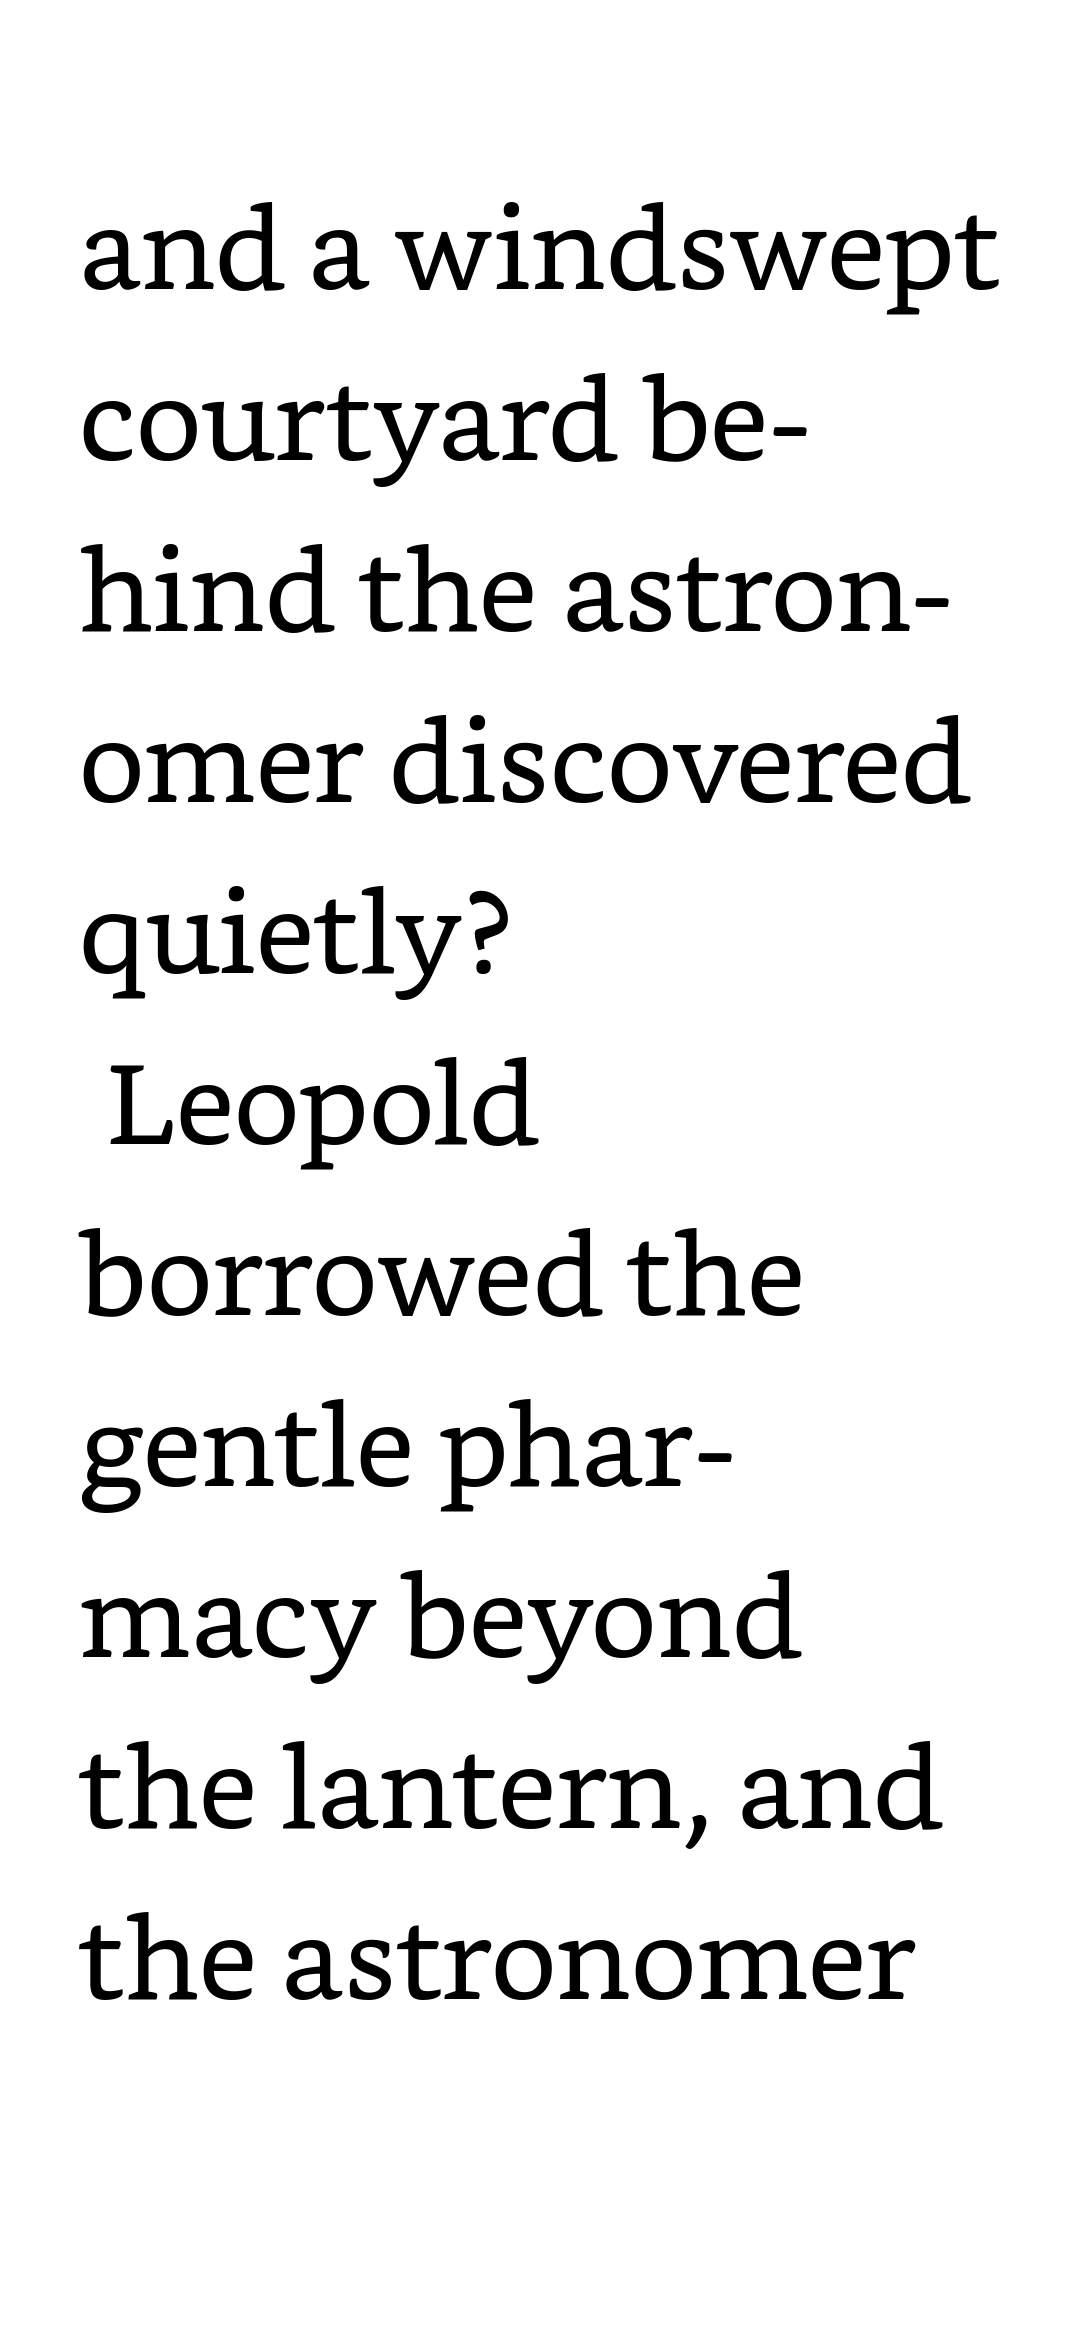 and a windswept
courtyard be-
hind the astron-
omer discovered
quietly?
Leopold
borrowed the
gentle phar-
macy beyond
the lantern, and
the astronomer